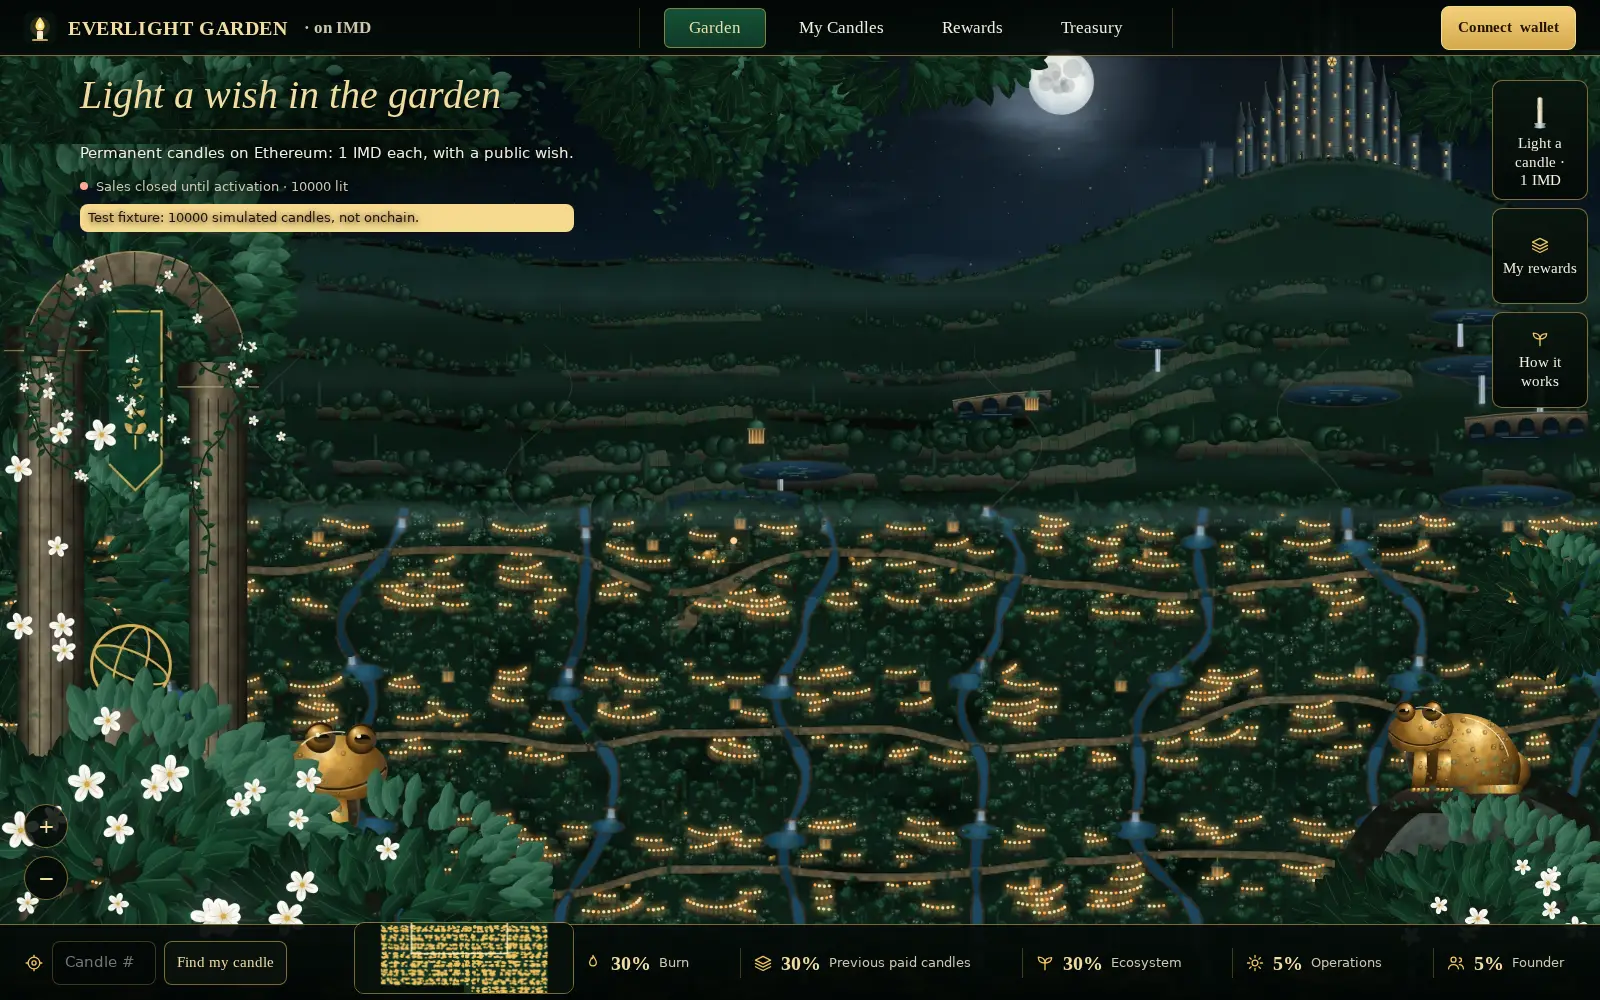 EVERLIGHT GARDEN · on IMD
Garden
My Candles
Rewards
Treasury
Connect wallet
Light a wish in the garden
Permanent candles on Ethereum: 1 IMD each, with a public wish.
Sales closed until activation · 10000 lit
Test fixture: 10000 simulated candles, not onchain.
Light a
candle ·
1 IMD
My rewards
How it
works
+
−
Candle #
Find my candle
30% Burn
30% Previous paid candles
30% Ecosystem
5% Operations
5% Founder